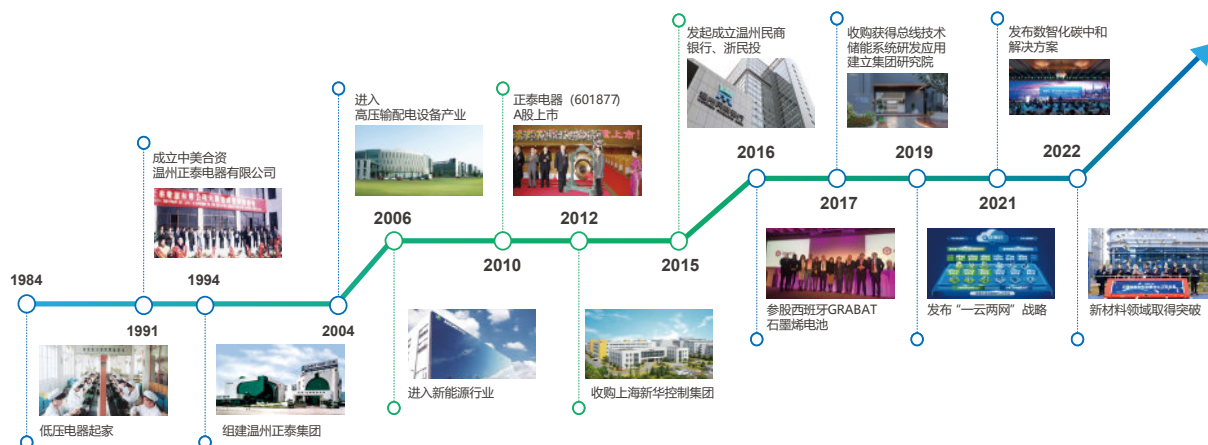 1984
低压电器起家
成立中美合资
温州正泰电器有限公司
1991
1994
组建温州正泰集团
进入
高压输配电设备产业
2004
2006
进入新能源行业
正泰电器 (601877)
A股上市
2010
2012
收购上海新华控制集团
发起成立温州民商
银行、浙民投
2015
2016
参股西班牙GRABAT
石墨烯电池
收购获得总线技术
储能系统研发应用
建立集团研究院
2017
2019
发布“一云两网”战略
发布数智化碳中和
解决方案
2021
2022
新材料领域取得突破